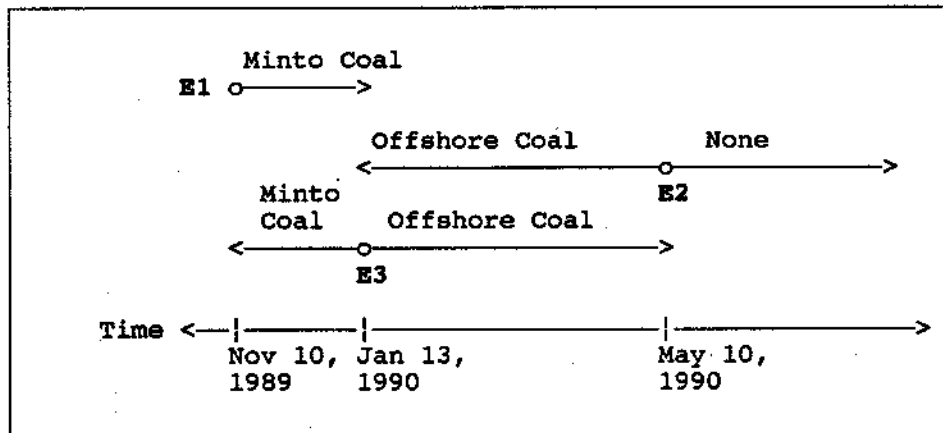 Minto Coal
E1
Offshore Coal None
E2
Minto
Coal Offshore Coal
E3
Time
Nov 10, Jan 13, May 10,
1989 1990 1990